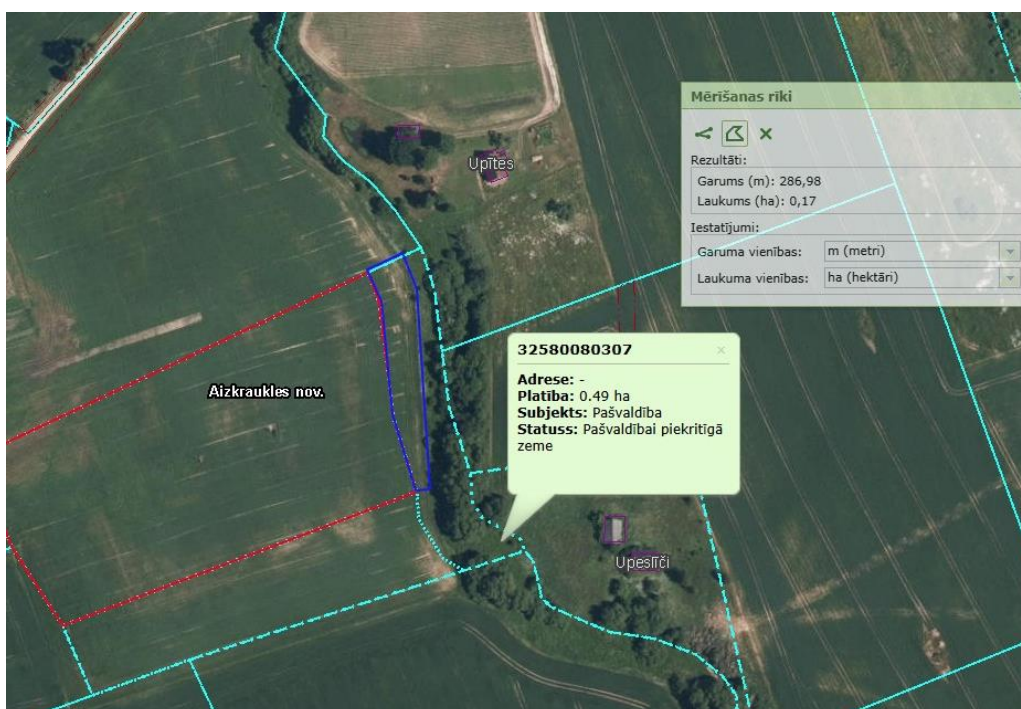 Mērīšanas rīki
Rezultāti:
Garums (m): 286,98
Laukums (ha): 0,17
Iestatījumi:
Garuma vienības: m (metri)
Laukuma vienības: ha (hektāri)
Upītes
32580080307
Adrese: -
Platība: 0.49 ha
Subjekts: Pašvaldība
Statuss: Pašvaldībai piekritīgā
zeme
Aizkraukles nov.
Upeslīči